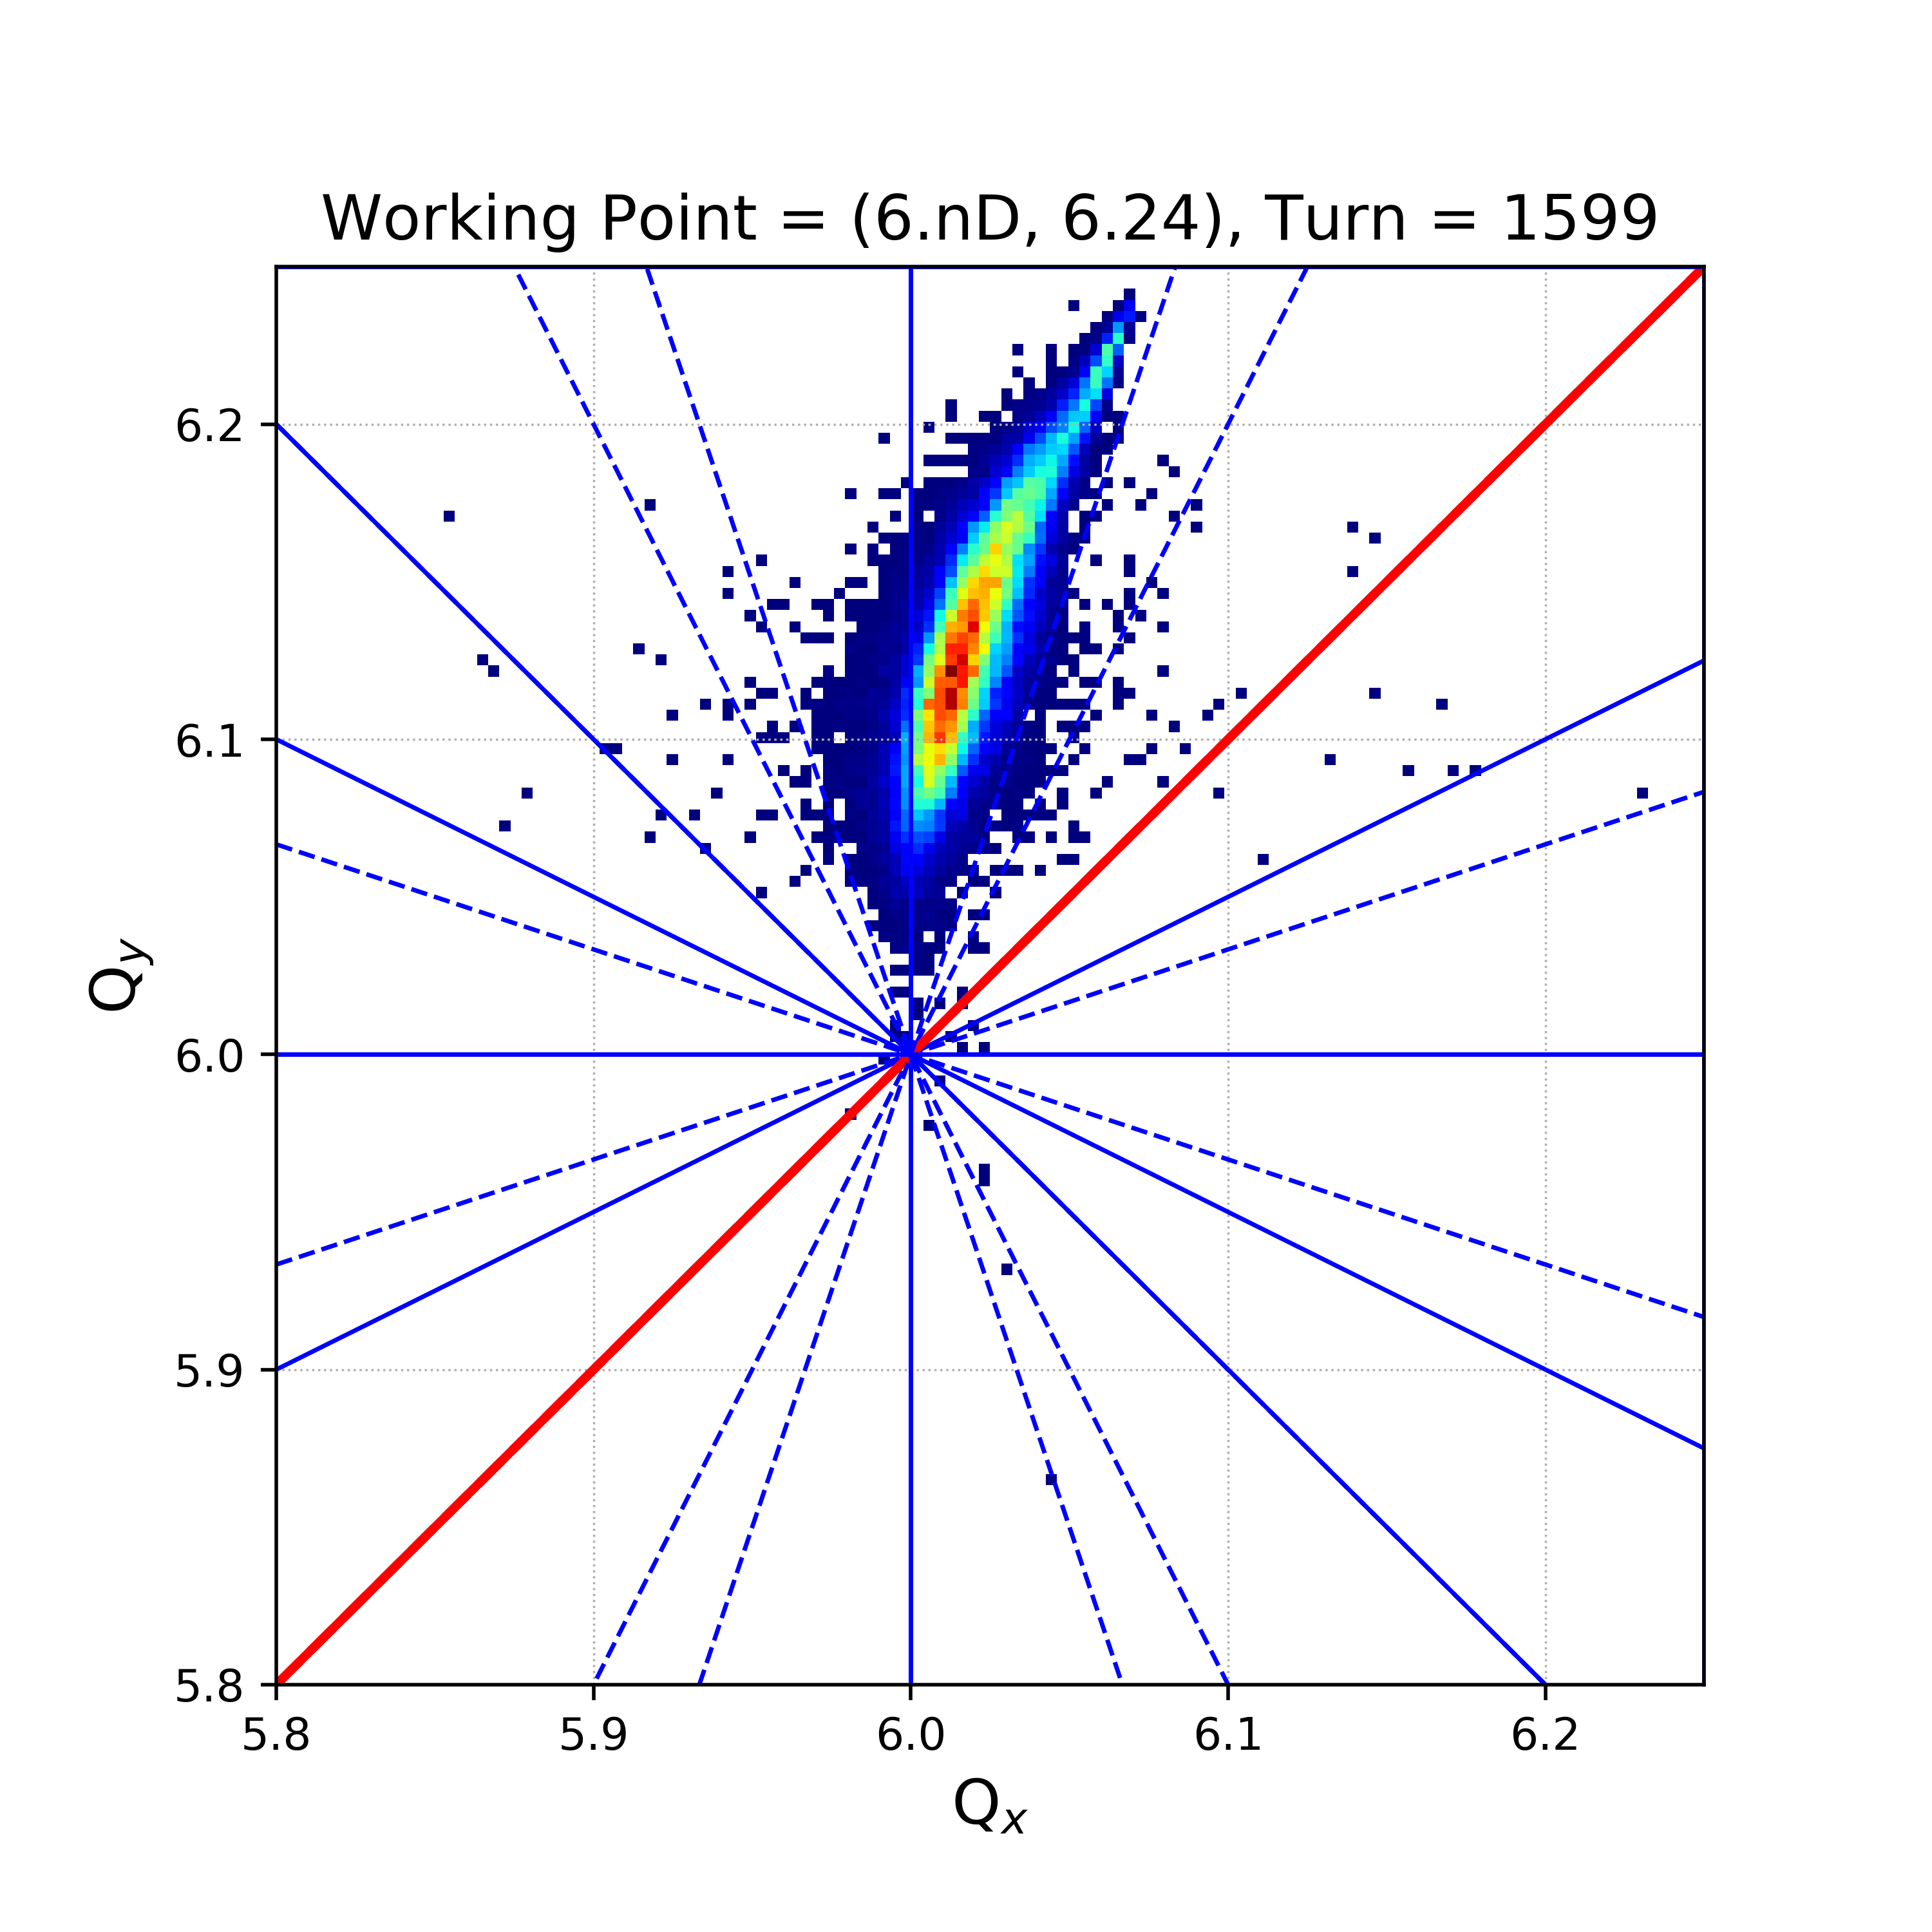 Working Point = (6.nD, 6.24), Turn = 1599
6.2
6.1
6.0
5.9
5.8
Qy
5.8 5.9 6.0 6.1 6.2
Qx